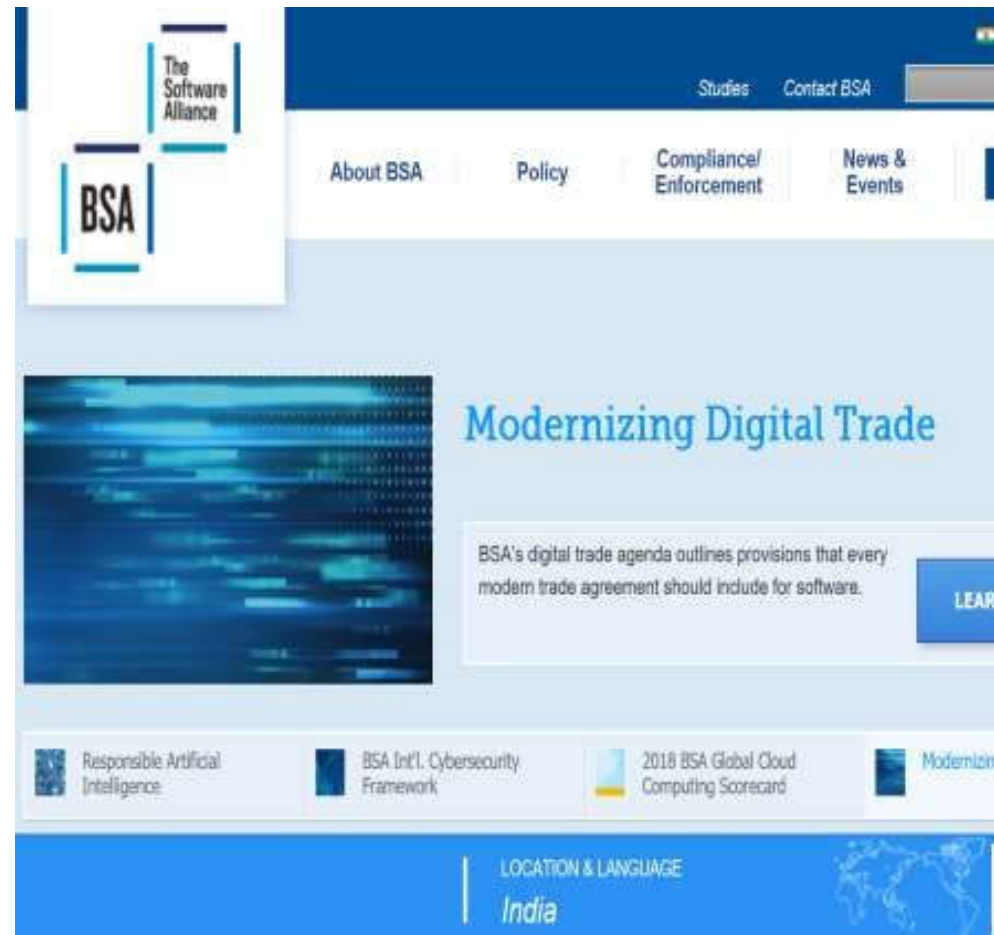 The
Software
Alliance
BSA
Studies Contact BSA
About BSA Policy Compliance/ News &
Enforcement Events
Modernizing Digital Trade
BSA's digital trade agenda outlines provisions that every
modern trade agreement should include for software.
LEAR
Responsible Artificial
Intelligence
BSA Int'l. Cybersecurity
Framework
2018 BSA Global Cloud
Computing Scorecard
Modernizin
LOCATION & LANGUAGE
India